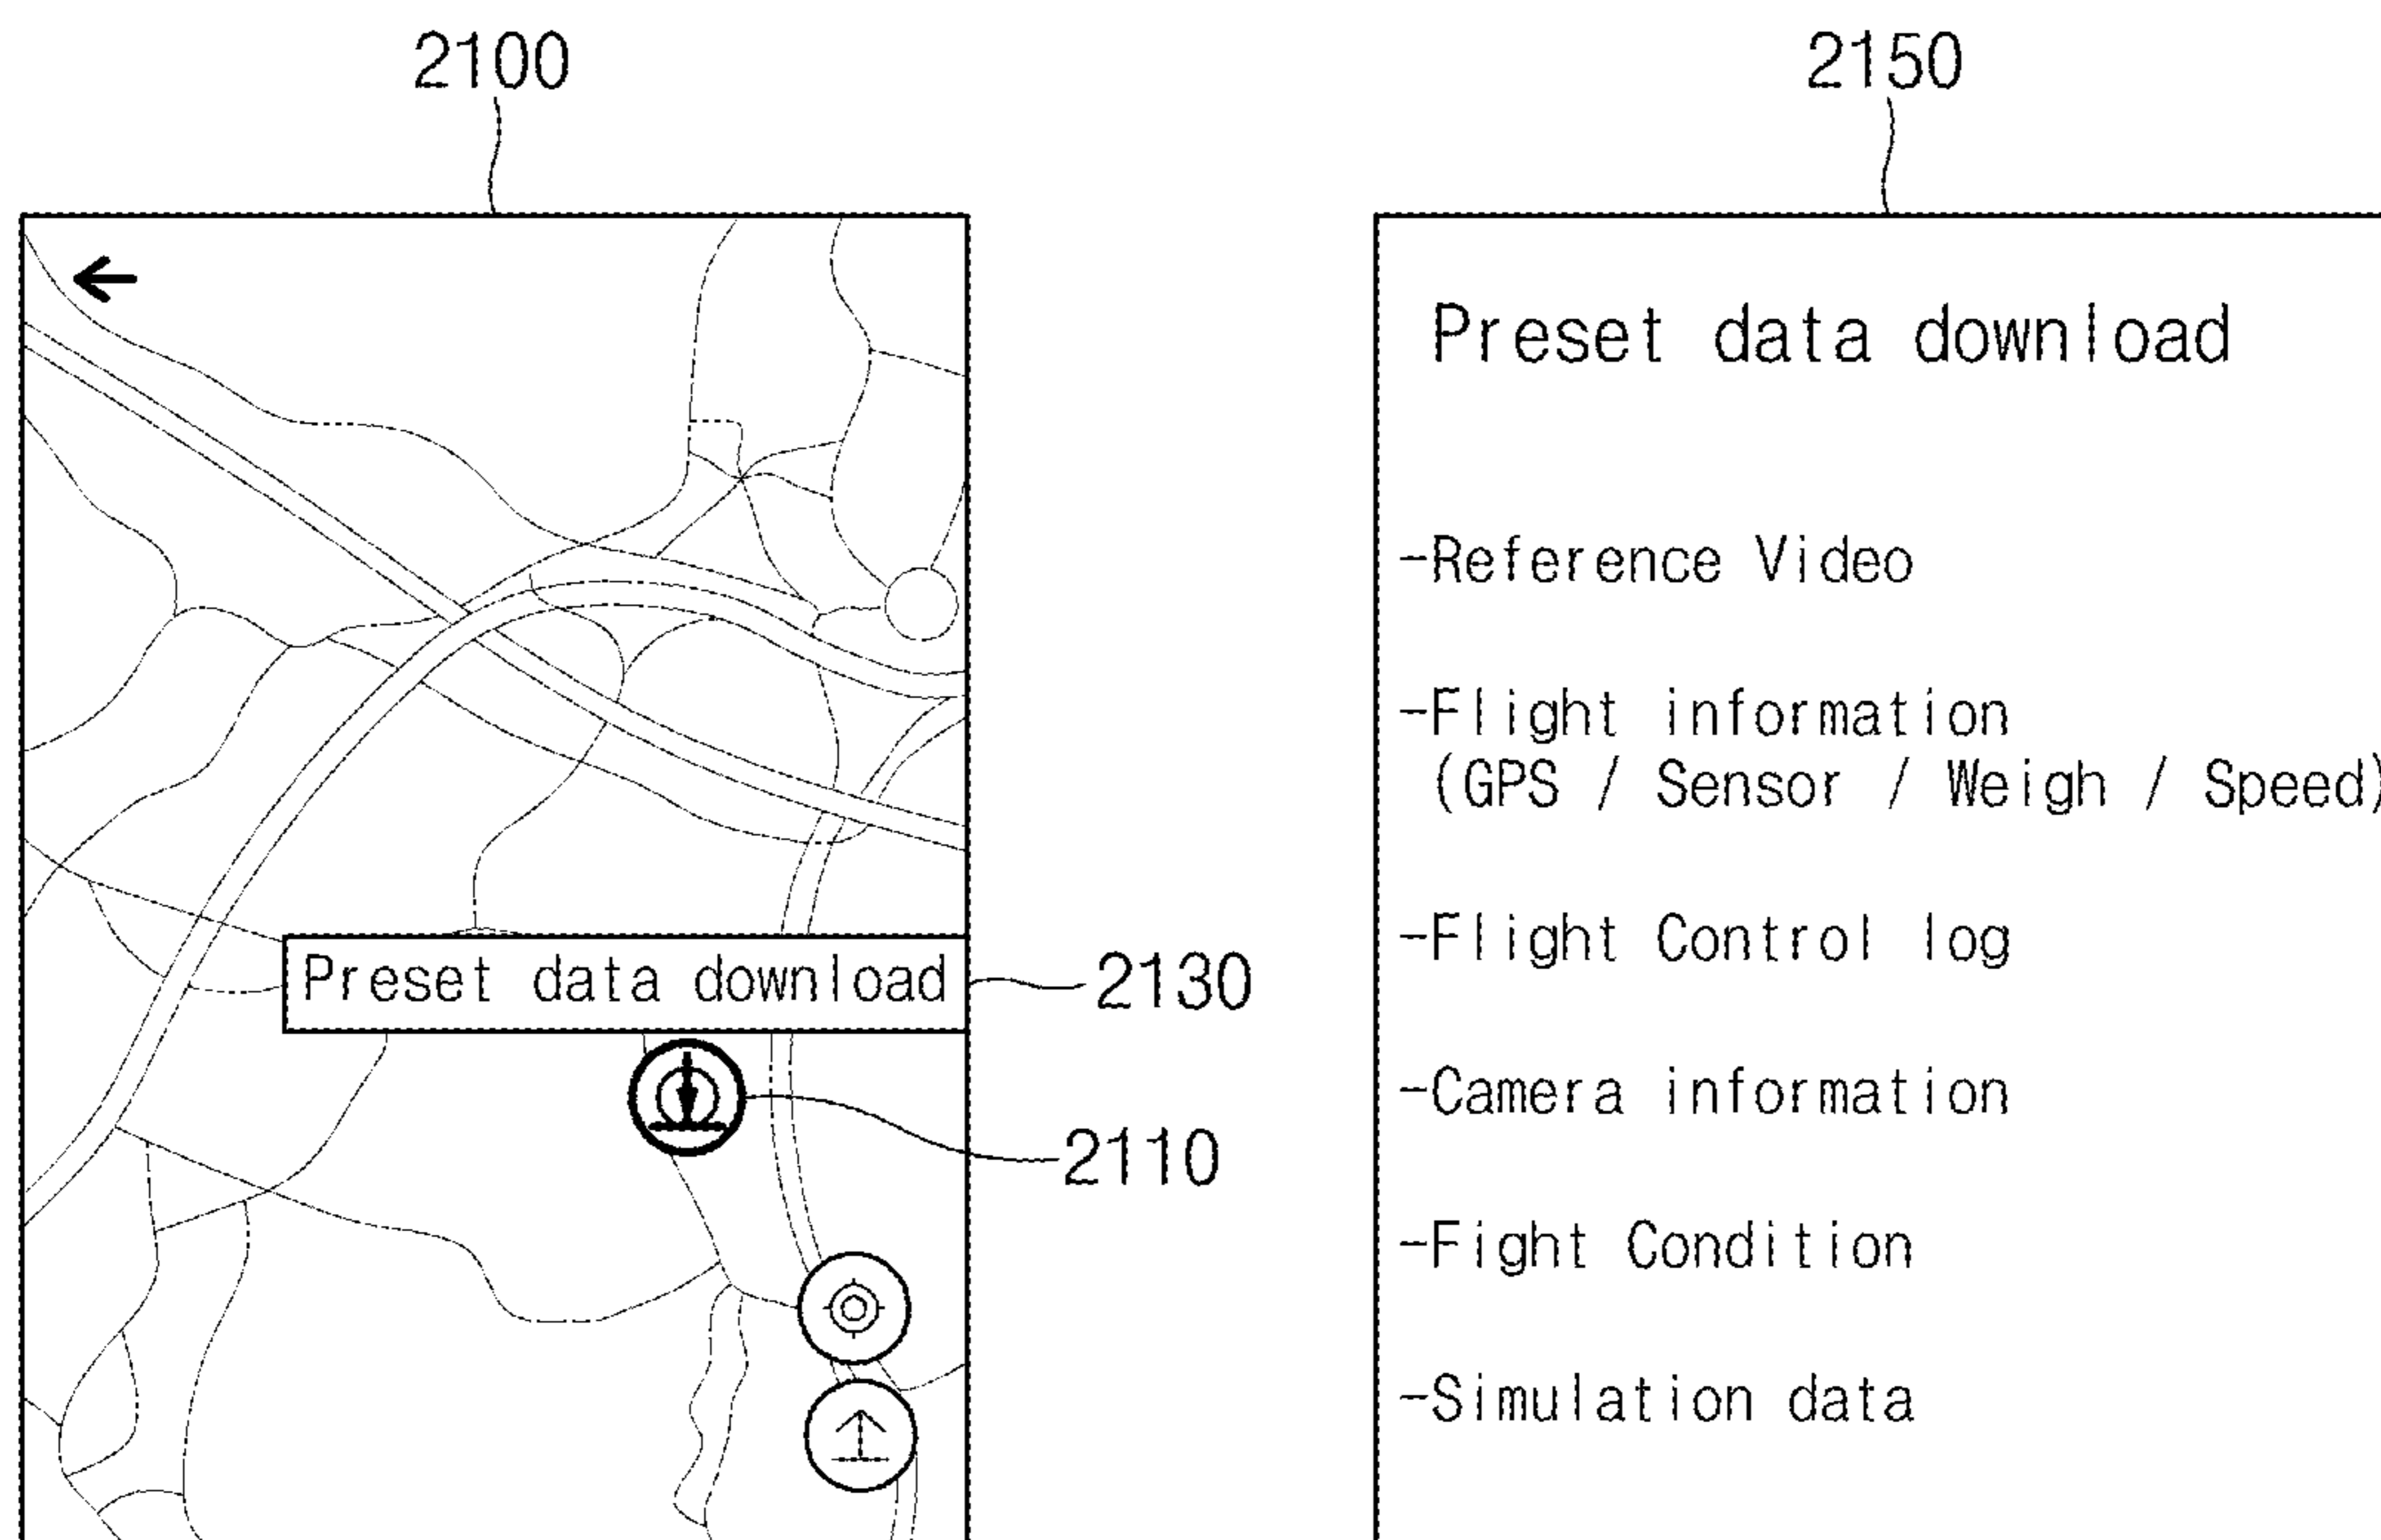 2100
2150
Preset data download
2130
2110
Preset data download
-Reference Video
-Flight information
(GPS / Sensor / Weigh / Speed)
-Flight Control log
-Camera information
-Fight Condition
-Simulation data